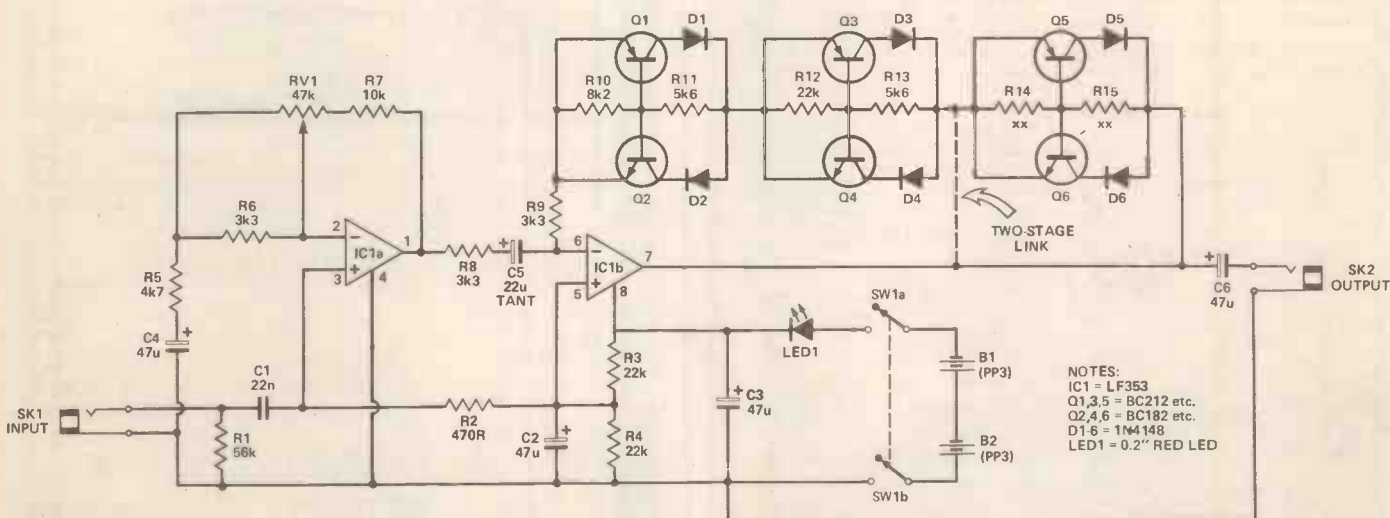 Q1
D1
Q3
D3
Q5
D5
R10
8k2
R11
5k6
R12
22k
R13
5k6
R14
xx
R15
xx
Q2
D2
Q4
D4
Q6
D6
TWO-STAGE
LINK
RV1
47k
R7
10k
R6
3k3
2
-
IC1a
1
+
3
4
R5
4k7
C4
47u
+
R8
3k3
+
C5
22u
TANT
R9
3k3
6
-
IC1b
7
+
5
8
+
C6
47u
SK2
OUTPUT
C1
22n
SK1
INPUT
R1
56k
R2
470R
C2
47u
+
R3
22k
R4
22k
+
C3
47u
LED1
SW1a
SW1b
B1
(PP3)
B2
(PP3)
NOTES:
IC1 = LF353
Q1,3,5 = BC212 etc.
Q2,4,6 = BC182 etc.
D1-6 = 1N4148
LED1 = 0.2" RED LED